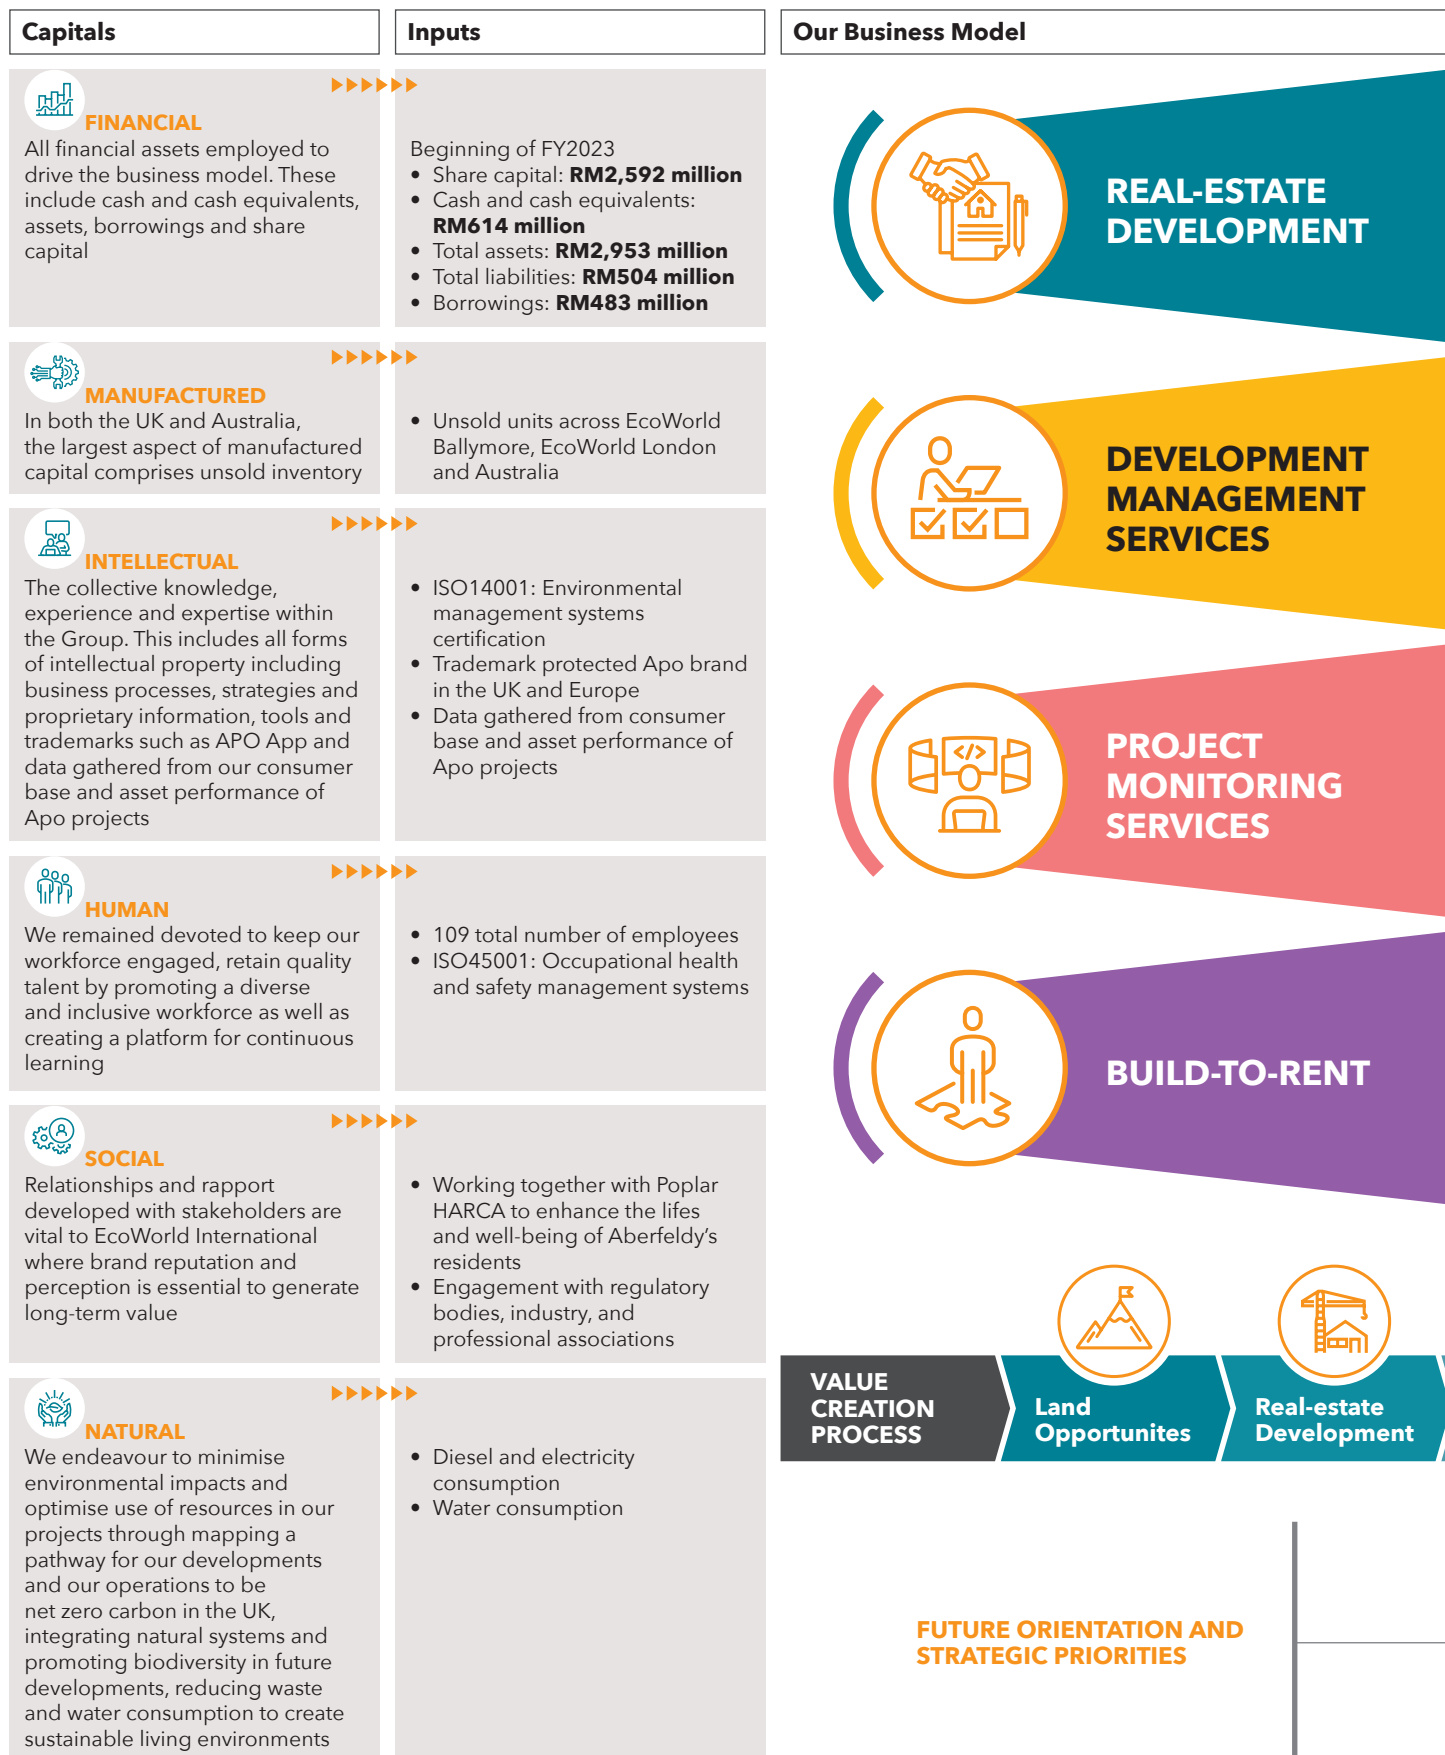 Capitals
Inputs
Our Business Model
FINANCIAL
All financial assets employed to
drive the business model. These
include cash and cash equivalents,
assets, borrowings and share
capital
Beginning of FY2023
• Share capital: RM2,592 million
• Cash and cash equivalents:
RM614 million
• Total assets: RM2,953 million
• Total liabilities: RM504 million
• Borrowings: RM483 million
MANUFACTURED
In both the UK and Australia,
the largest aspect of manufactured
capital comprises unsold inventory
• Unsold units across EcoWorld
Ballymore, EcoWorld London
and Australia
INTELLECTUAL
The collective knowledge,
experience and expertise within
the Group. This includes all forms
of intellectual property including
business processes, strategies and
proprietary information, tools and
trademarks such as APO App and
data gathered from our consumer
base and asset performance of
Apo projects
• ISO14001: Environmental
management systems
certification
• Trademark protected Apo brand
in the UK and Europe
• Data gathered from consumer
base and asset performance of
Apo projects
HUMAN
We remained devoted to keep our
workforce engaged, retain quality
talent by promoting a diverse
and inclusive workforce as well as
creating a platform for continuous
learning
• 109 total number of employees
• ISO45001: Occupational health
and safety management systems
SOCIAL
Relationships and rapport
developed with stakeholders are
vital to EcoWorld International
where brand reputation and
perception is essential to generate
long-term value
• Working together with Poplar
HARCA to enhance the lifes
and well-being of Aberfeldy's
residents
• Engagement with regulatory
bodies, industry, and
professional associations
NATURAL
We endeavour to minimise
environmental impacts and
optimise use of resources in our
projects through mapping a
pathway for our developments
and our operations to be
net zero carbon in the UK,
integrating natural systems and
promoting biodiversity in future
developments, reducing waste
and water consumption to create
sustainable living environments
• Diesel and electricity
consumption
• Water consumption
REAL-ESTATE
DEVELOPMENT
DEVELOPMENT
MANAGEMENT
SERVICES
</>
PROJECT
MONITORING
SERVICES
BUILD-TO-RENT
VALUE
CREATION
PROCESS
Land
Opportunites
Real-estate
Development
FUTURE ORIENTATION AND
STRATEGIC PRIORITIES